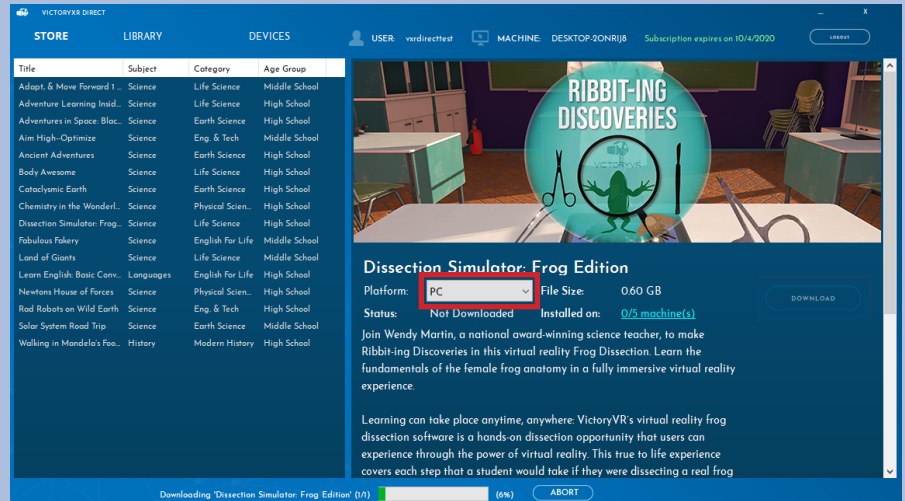 VICTORYXR DIRECT
STORE LIBRARY DEVICES USER: vxrdirecttest MACHINE: DESKTOP-2ONRIJ8 Subscription expires on 10/4/2020 LOGOUT
Title Subject Category Age Group
Adapt, & Move Forward 1 ... Science Life Science Middle School
Adventure Learning Insid... Science Life Science High School
Adventures in Space: Blac... Science Earth Science High School
Aim High--Optimize Science Eng. & Tech Middle School
Ancient Adventures Science Earth Science High School
Body Awesome Science Life Science High School
Cataclysmic Earth Science Earth Science High School
Chemistry in the Wonderl... Science Physical Scien... High School
Dissection Simulator: Frog... Science Life Science High School
Fabulous Fakery Science English For Life Middle School
Land of Giants Science Life Science Middle School
Learn English: Basic Conv... Languages English For Life High School
Newtons House of Forces Science Physical Scien... High School
Rad Robots on Wild Earth Science Eng. & Tech High School
Solar System Road Trip Science Earth Science Middle School
Walking in Mandela's Foo... History Modern History High School
RIBBIT-ING
DISCOVERIES
VICTORYVR
Dissection Simulator: Frog Edition
Platform: PC File Size: 0.60 GB
DOWNLOAD
Status: Not Downloaded Installed on: 0/5 machine(s)
Join Wendy Martin, a national award-winning science teacher, to make
Ribbit-ing Discoveries in this virtual reality Frog Dissection. Learn the
fundamentals of the female frog anatomy in a fully immersive virtual reality
experience.
Learning can take place anytime, anywhere: VictoryVR's virtual reality frog
dissection software is a hands-on dissection opportunity that users can
experience through the power of virtual reality. This true to life experience
covers each step that a student would take if they were dissecting a real frog
Downloading 'Dissection Simulator: Frog Edition' (1/1) (6%) ABORT